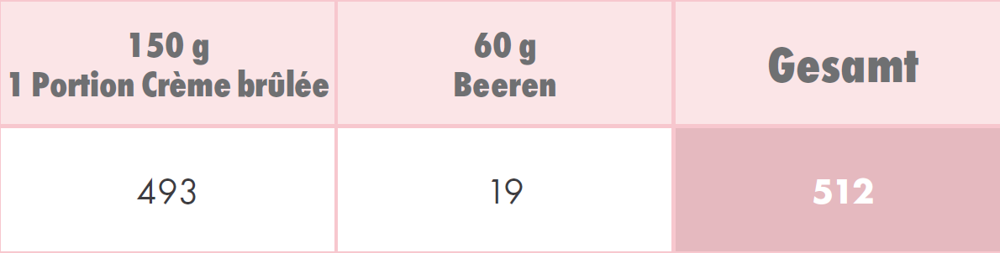 150 g
1 Portion Crème brûlée
60 g
Beeren
Gesamt
493
19
512